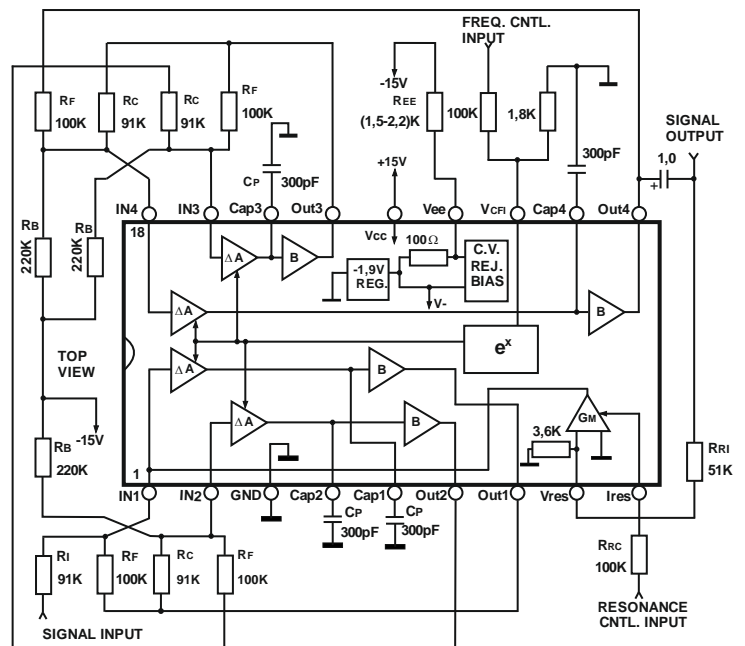 FREQ. CNTL.
INPUT
-15V
REE
(1,5-2,2)K
100K
1,8K
SIGNAL
OUTPUT
RF
100K
RC
91K
RC
91K
RF
100K
CP
300pF
+15V
300pF
1,0
+
IN4
IN3
Cap3
Out3
Vee
VCFI
Cap4
Out4
18
RB
220K
RB
220K
ΔA
B
Vcc
100Ω
-1,9V
REG.
V-
C.V.
REJ.
BIAS
ΔA
B
TOP
VIEW
ΔA
B
e^x
-15V
ΔA
B
GM
3,6K
RB
220K
RRI
51K
1
IN1
IN2
GND
Cap2
Cap1
Out2
Out1
Vres
Ires
CP
300pF
CP
300pF
RI
91K
RF
100K
RC
91K
RF
100K
RRC
100K
SIGNAL INPUT
RESONANCE
CNTL. INPUT